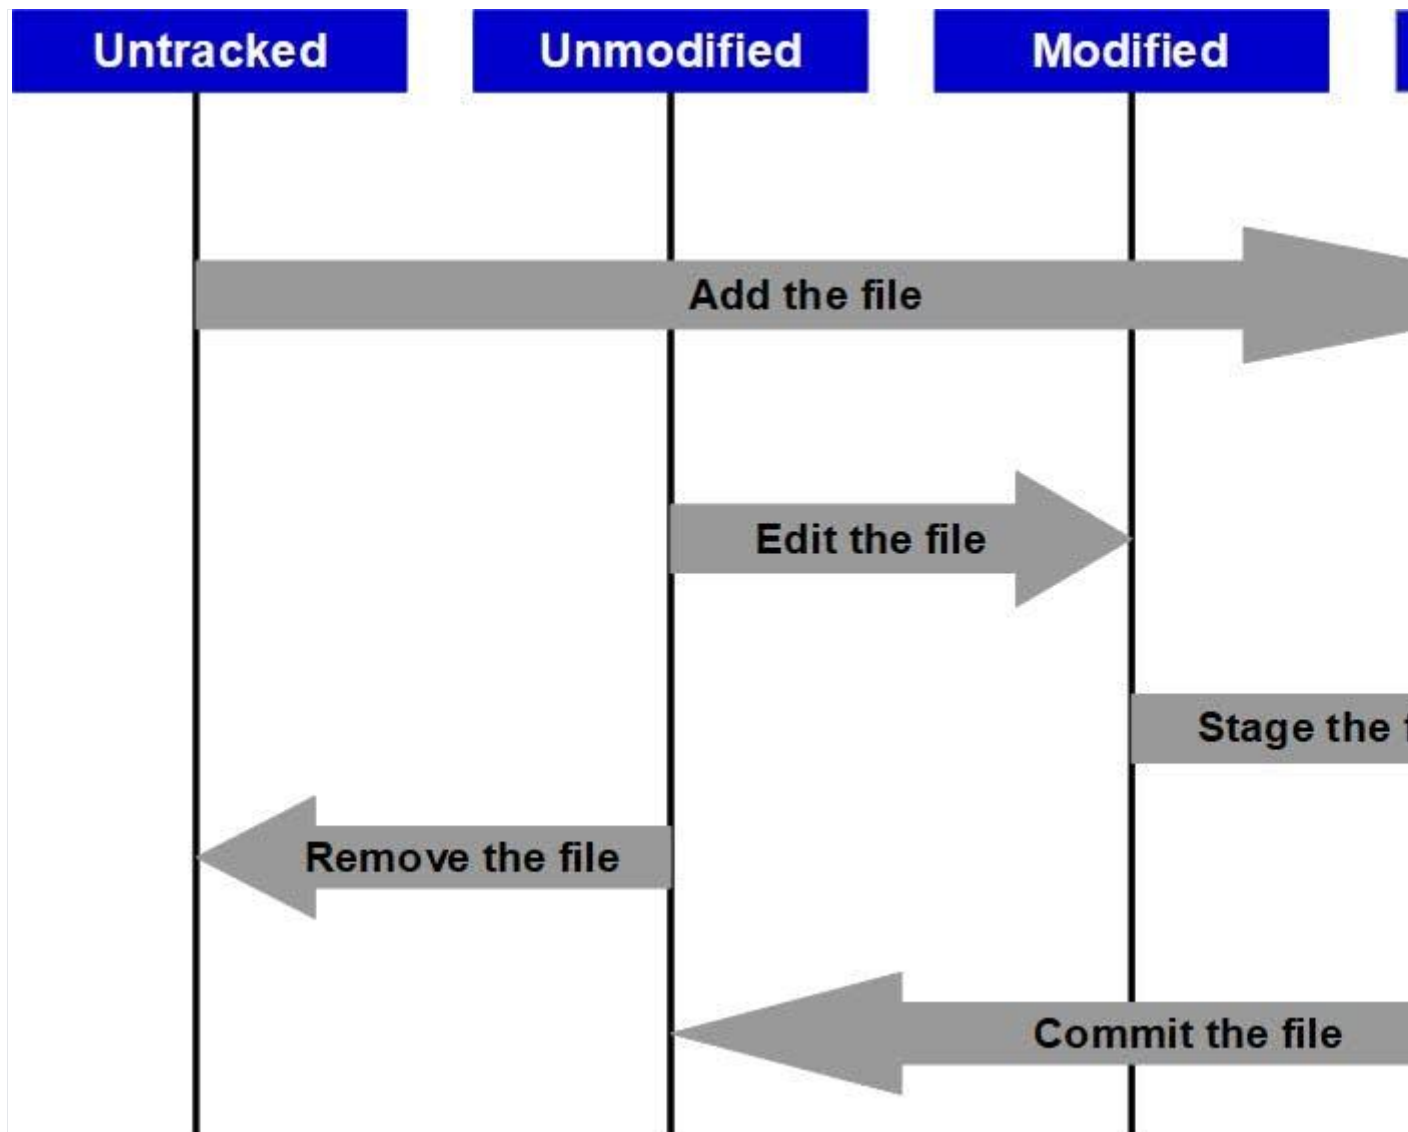 Untracked
Unmodified
Modified
Add the file
Edit the file
Stage the
Remove the file
Commit the file